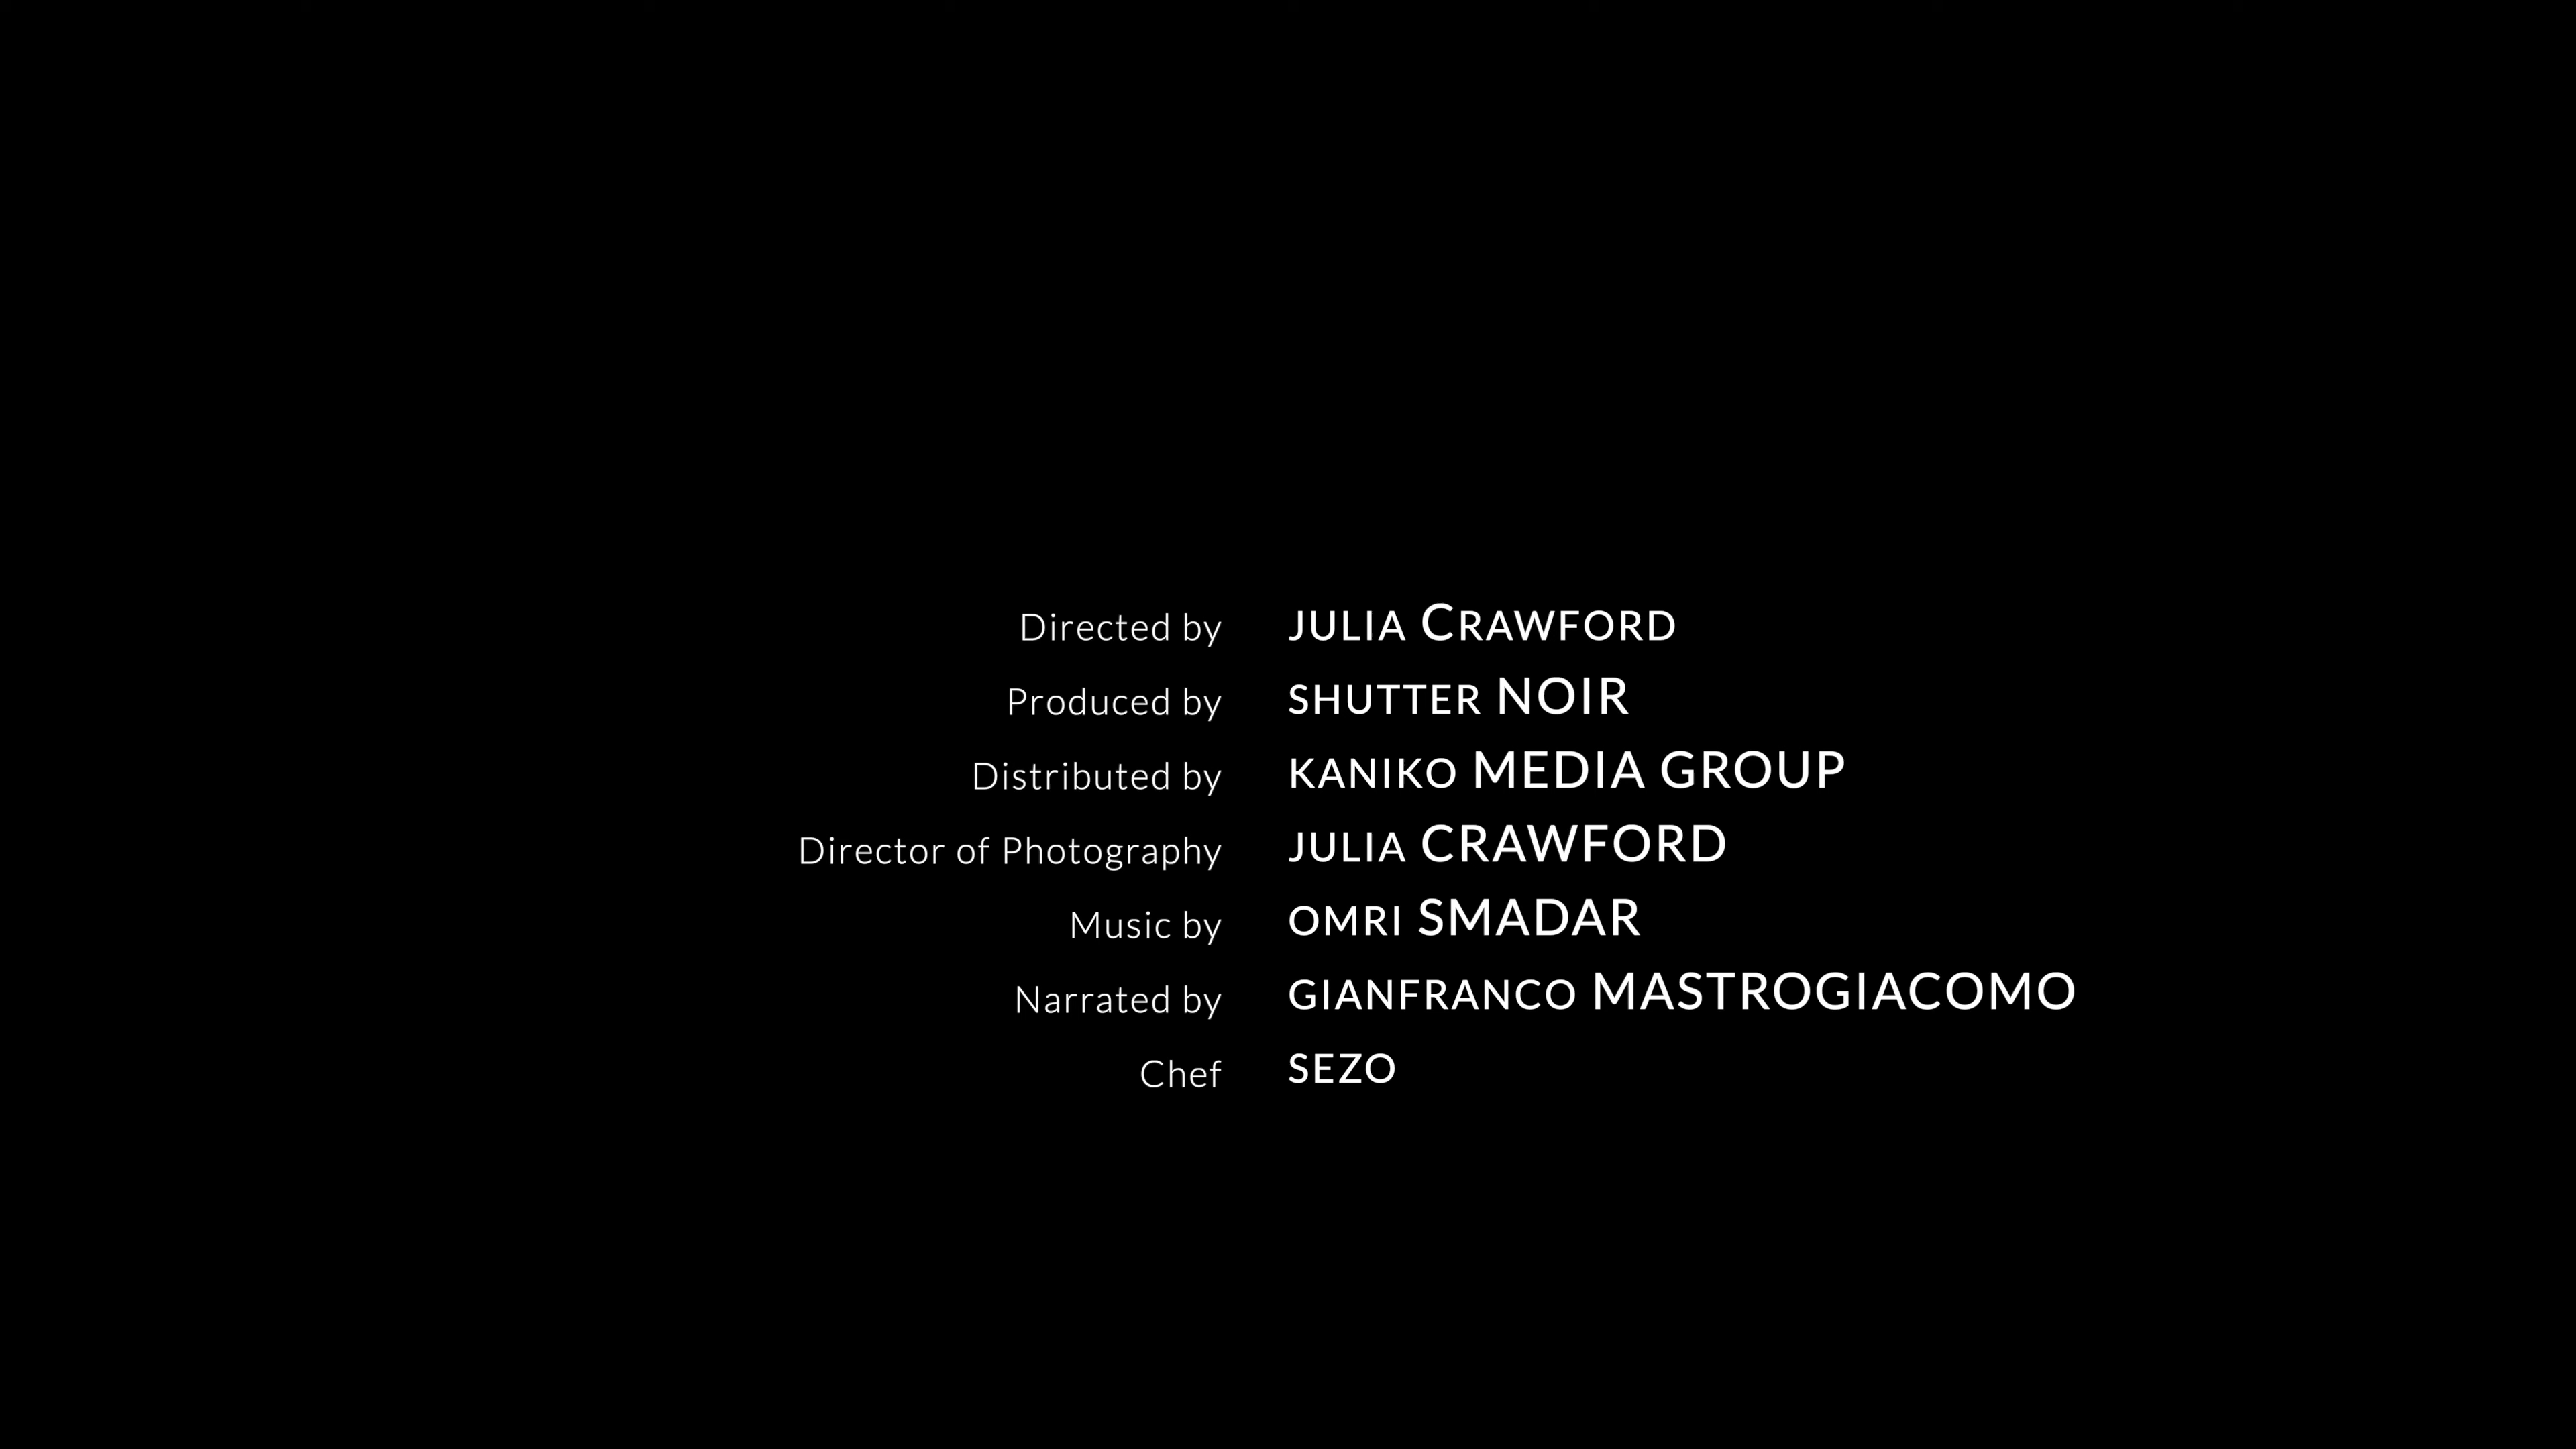 Directed by JULIA CRAWFORD
Produced by SHUTTER NOIR
Distributed by KANIKO MEDIA GROUP
Director of Photography JULIA CRAWFORD
Music by OMRI SMADAR
Narrated by GIANFRANCO MASTROGIACOMO
Chef SEZO